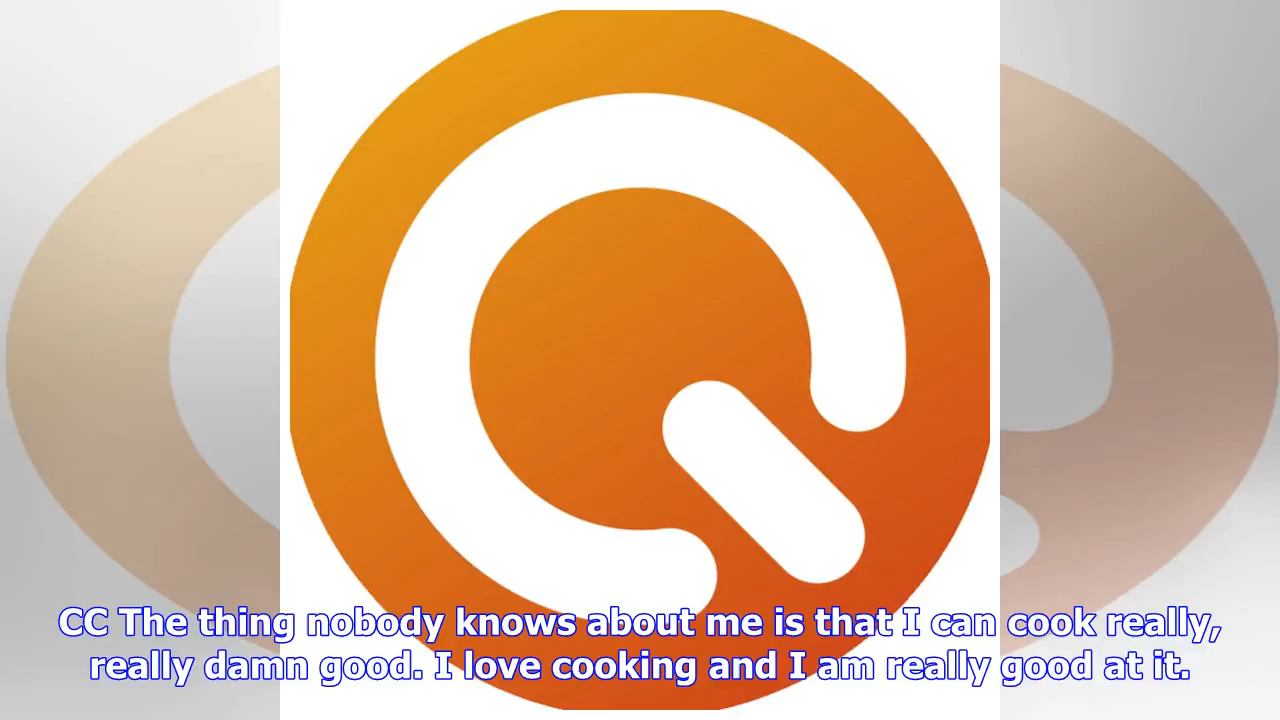 CC The thing nobody knows about me is that I can cook really,
really damn good. I love cooking and I am really good at it.